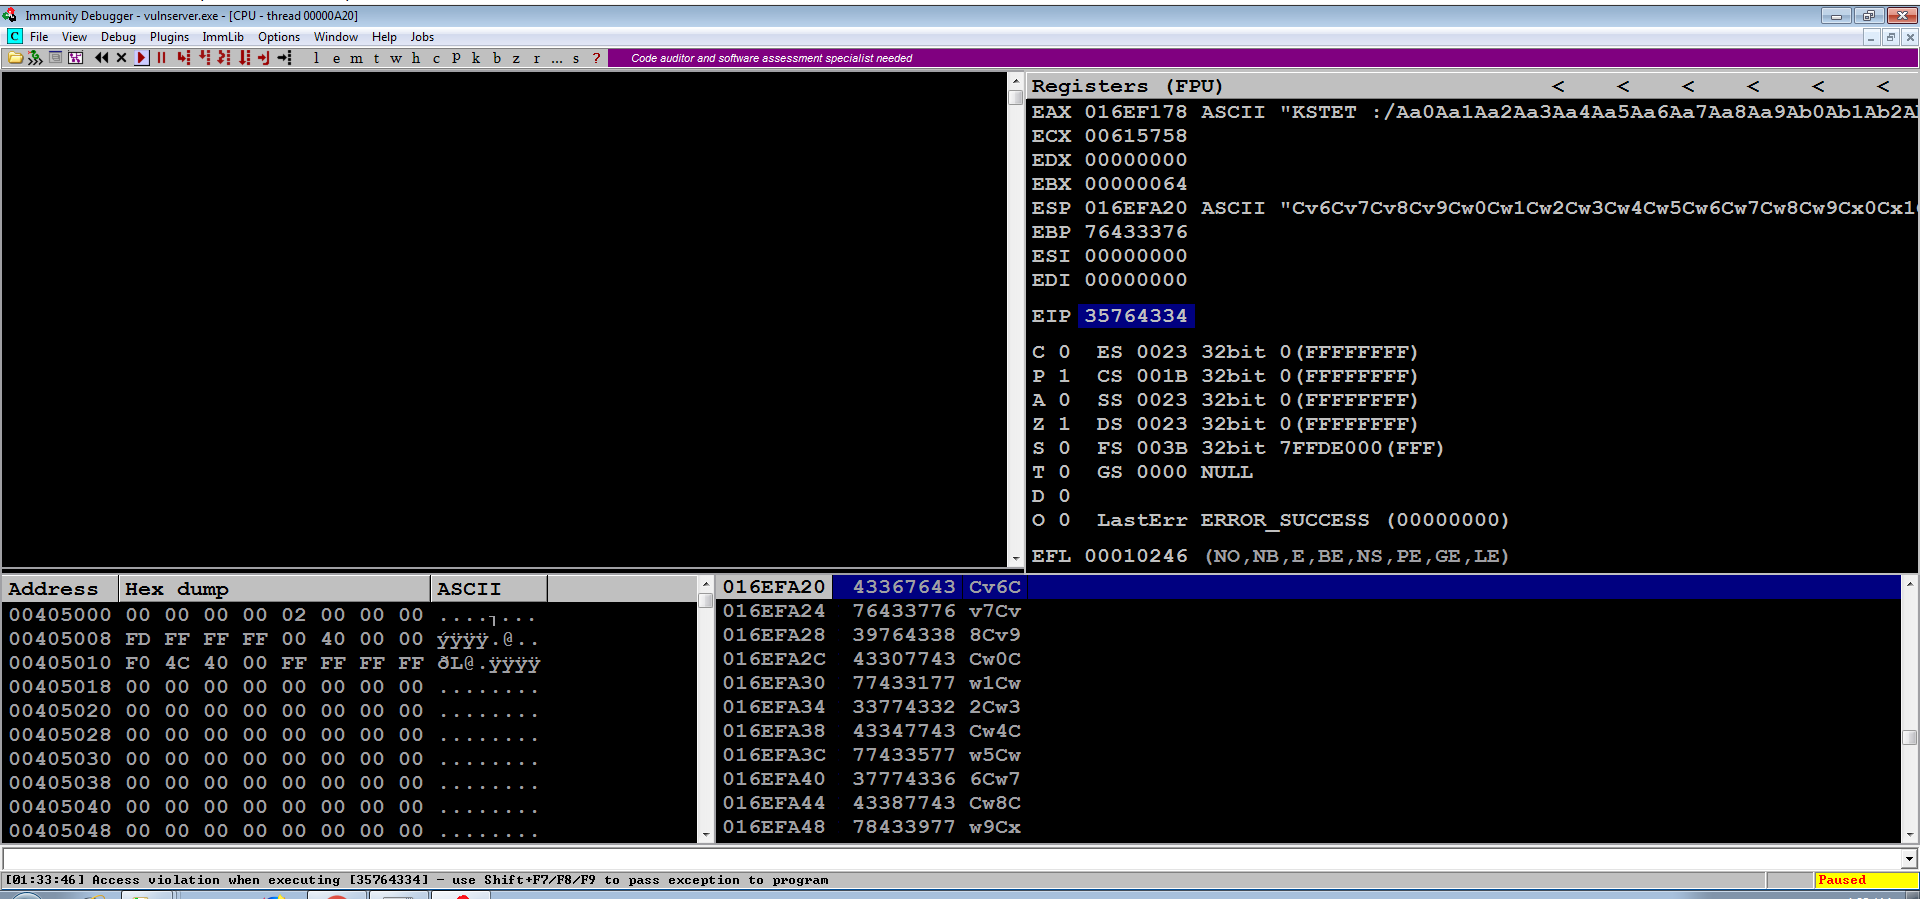 Immunity Debugger - vulnserver.exe - [CPU - thread 00000A20]
C File View Debug Plugins ImmLib Options Window Help Jobs
l e m t w h c P k b z r ... s ? Code auditor and software assessment specialist needed
Registers (FPU) < < < < < <
EAX 016EF178 ASCII "KSTET :/Aa0Aa1Aa2Aa3Aa4Aa5Aa6Aa7Aa8Aa9Ab0Ab1Ab2A
ECX 00615758
EDX 00000000
EBX 00000064
ESP 016EFA20 ASCII "Cv6Cv7Cv8Cv9Cw0Cw1Cw2Cw3Cw4Cw5Cw6Cw7Cw8Cw9Cx0Cx1
EBP 76433376
ESI 00000000
EDI 00000000
EIP 35764334
C 0 ES 0023 32bit 0(FFFFFFFF)
P 1 CS 001B 32bit 0(FFFFFFFF)
A 0 SS 0023 32bit 0(FFFFFFFF)
Z 1 DS 0023 32bit 0(FFFFFFFF)
S 0 FS 003B 32bit 7FFDE000(FFF)
T 0 GS 0000 NULL
D 0
O 0 LastErr ERROR_SUCCESS (00000000)
EFL 00010246 (NO,NB,E,BE,NS,PE,GE,LE)
Address Hex dump ASCII
00405000 00 00 00 00 02 00 00 00 ....┐...
00405008 FD FF FF FF 00 40 00 00 ýÿÿÿ.@..
00405010 F0 4C 40 00 FF FF FF FF ðL@.ÿÿÿÿ
00405018 00 00 00 00 00 00 00 00 ........
00405020 00 00 00 00 00 00 00 00 ........
00405028 00 00 00 00 00 00 00 00 ........
00405030 00 00 00 00 00 00 00 00 ........
00405038 00 00 00 00 00 00 00 00 ........
00405040 00 00 00 00 00 00 00 00 ........
00405048 00 00 00 00 00 00 00 00 ........
016EFA20 43367643 Cv6C
016EFA24 76433776 v7Cv
016EFA28 39764338 8Cv9
016EFA2C 43307743 Cw0C
016EFA30 77433177 w1Cw
016EFA34 33774332 2Cw3
016EFA38 43347743 Cw4C
016EFA3C 77433577 w5Cw
016EFA40 37774336 6Cw7
016EFA44 43387743 Cw8C
016EFA48 78433977 w9Cx
[01:33:46] Access violation when executing [35764334] - use Shift+F7/F8/F9 to pass exception to program
Paused